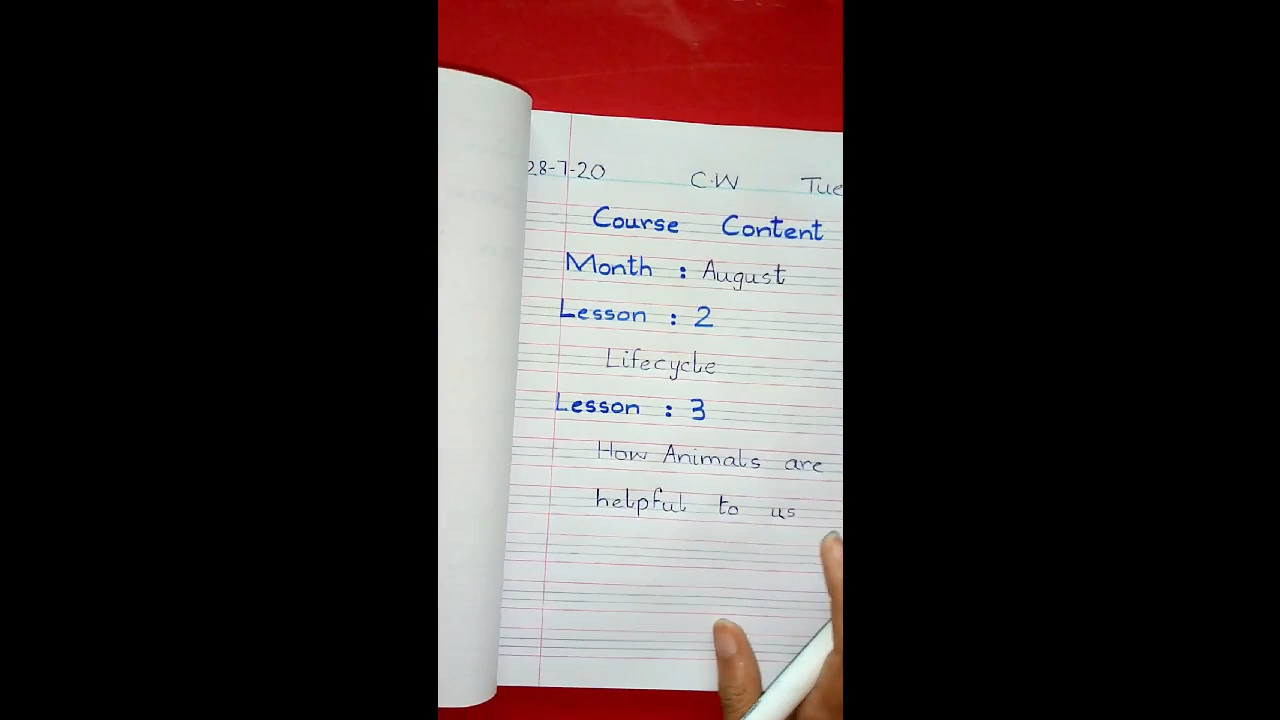 28-7-20 C.W Tue
Course Content
Month : August
Lesson : 2
Lifecycle
Lesson : 3
How Animals are
helpful to us